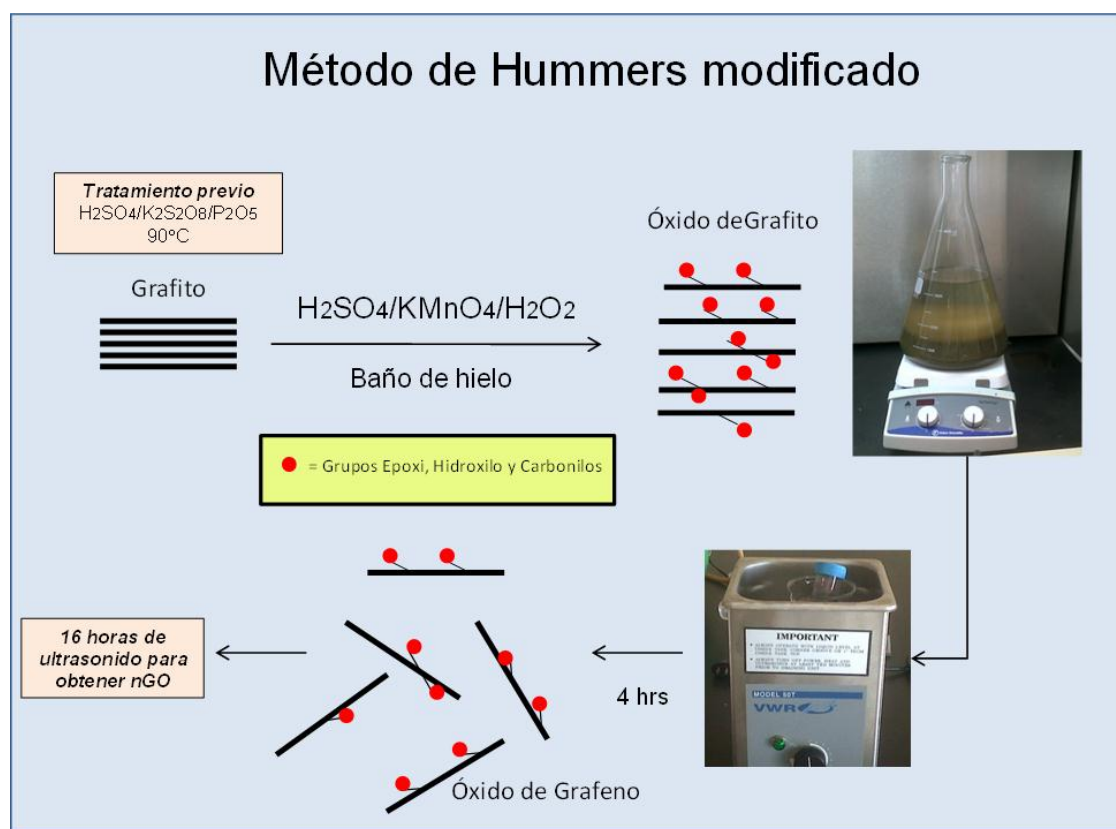 Método de Hummers modificado
Tratamiento previo
H2SO4/K2S2O8/P2O5
90°C
Grafito
H2SO4/KMnO4/H2O2
Baño de hielo
Óxido deGrafito
= Grupos Epoxi, Hidroxilo y Carbonilos
16 horas de
ultrasonido para
obtener nGO
4 hrs
Óxido de Grafeno
IMPORTANT
MODEL 50T
VWR